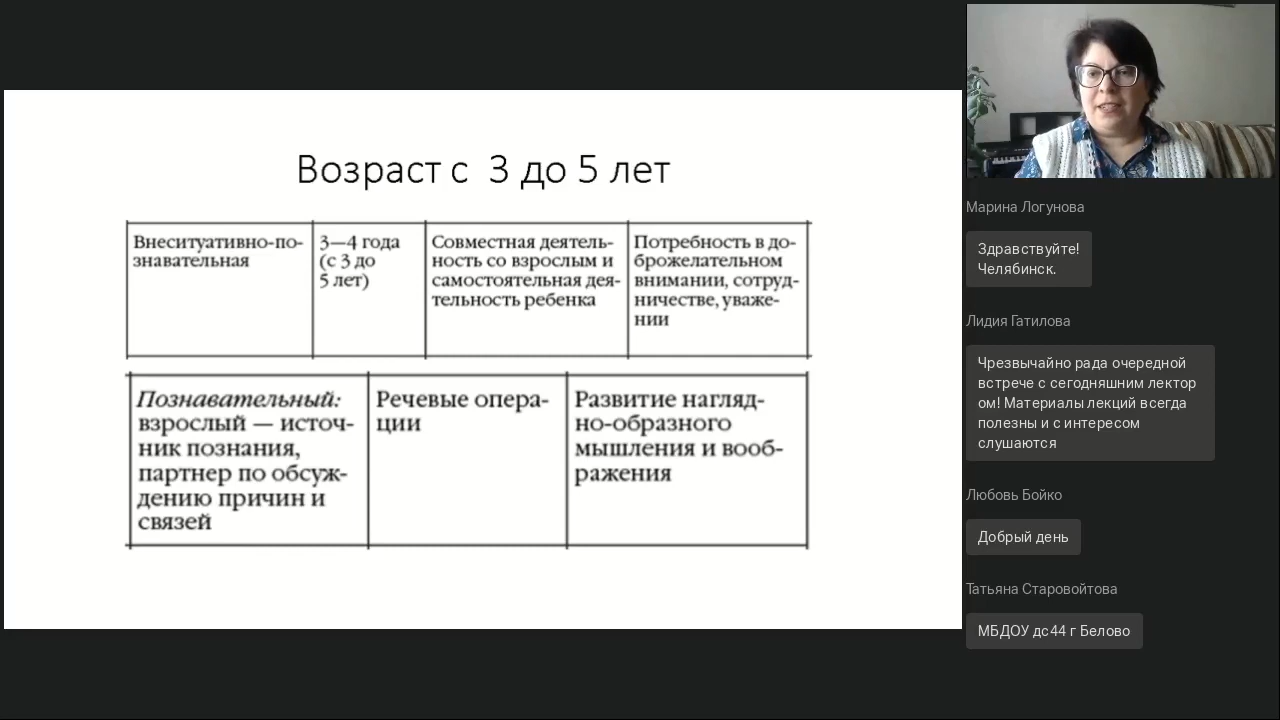 Возраст с 3 до 5 лет
Внеситуативно-по-
знавательная
3—4 года
(с 3 до
5 лет)
Совместная деятель-
ность со взрослым и
самостоятельная дея-
тельность ребенка
Потребность в до-
брожелательном
внимании, сотруд-
ничестве, уваже-
нии
Познавательный:
взрослый — источ-
ник познания,
партнер по обсуж-
дению причин и
связей
Речевые опера-
ции
Развитие нагляд-
но-образного
мышления и вооб-
ражения
Марина Логунова
Здравствуйте!
Челябинск.
Лидия Гатилова
Чрезвычайно рада очередной
встрече с сегодняшним лектор
ом! Материалы лекций всегда
полезны и с интересом
слушаются
Любовь Бойко
Добрый день
Татьяна Старовойтова
МБДОУ дс44 г Белово